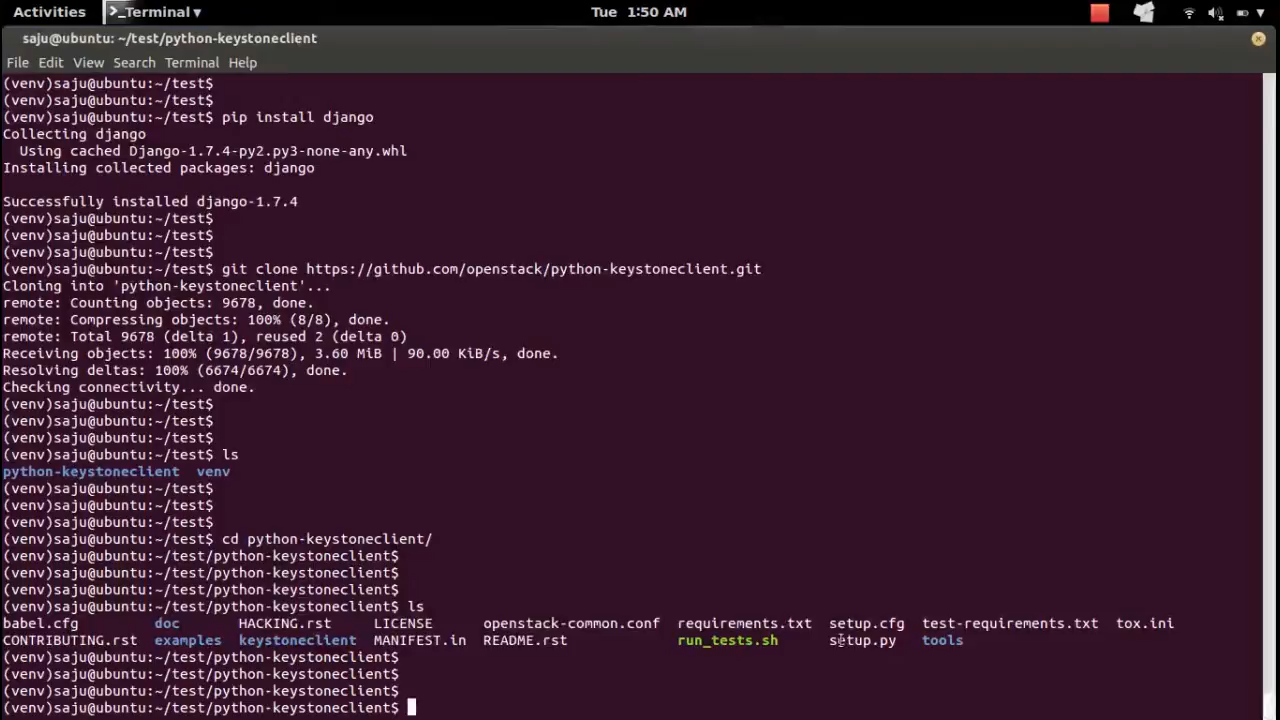 Activities Terminal Tue 1:50 AM
saju@ubuntu: ~/test/python-keystoneclient
File Edit View Search Terminal Help
(venv)saju@ubuntu:~/test$
(venv)saju@ubuntu:~/test$
(venv)saju@ubuntu:~/test$ pip install django
Collecting django
  Using cached Django-1.7.4-py2.py3-none-any.whl
Installing collected packages: django
Successfully installed django-1.7.4
(venv)saju@ubuntu:~/test$
(venv)saju@ubuntu:~/test$
(venv)saju@ubuntu:~/test$
(venv)saju@ubuntu:~/test$ git clone https://github.com/openstack/python-keystoneclient.git
Cloning into 'python-keystoneclient'...
remote: Counting objects: 9678, done.
remote: Compressing objects: 100% (8/8), done.
remote: Total 9678 (delta 1), reused 2 (delta 0)
Receiving objects: 100% (9678/9678), 3.60 MiB | 90.00 KiB/s, done.
Resolving deltas: 100% (6674/6674), done.
Checking connectivity... done.
(venv)saju@ubuntu:~/test$
(venv)saju@ubuntu:~/test$
(venv)saju@ubuntu:~/test$
(venv)saju@ubuntu:~/test$ ls
python-keystoneclient  venv
(venv)saju@ubuntu:~/test$
(venv)saju@ubuntu:~/test$
(venv)saju@ubuntu:~/test$
(venv)saju@ubuntu:~/test$ cd python-keystoneclient/
(venv)saju@ubuntu:~/test/python-keystoneclient$
(venv)saju@ubuntu:~/test/python-keystoneclient$
(venv)saju@ubuntu:~/test/python-keystoneclient$
(venv)saju@ubuntu:~/test/python-keystoneclient$ ls
babel.cfg doc HACKING.rst LICENSE openstack-common.conf requirements.txt setup.cfg test-requirements.txt tox.ini
CONTRIBUTING.rst examples keystoneclient MANIFEST.in README.rst run_tests.sh setup.py tools
(venv)saju@ubuntu:~/test/python-keystoneclient$
(venv)saju@ubuntu:~/test/python-keystoneclient$
(venv)saju@ubuntu:~/test/python-keystoneclient$
(venv)saju@ubuntu:~/test/python-keystoneclient$